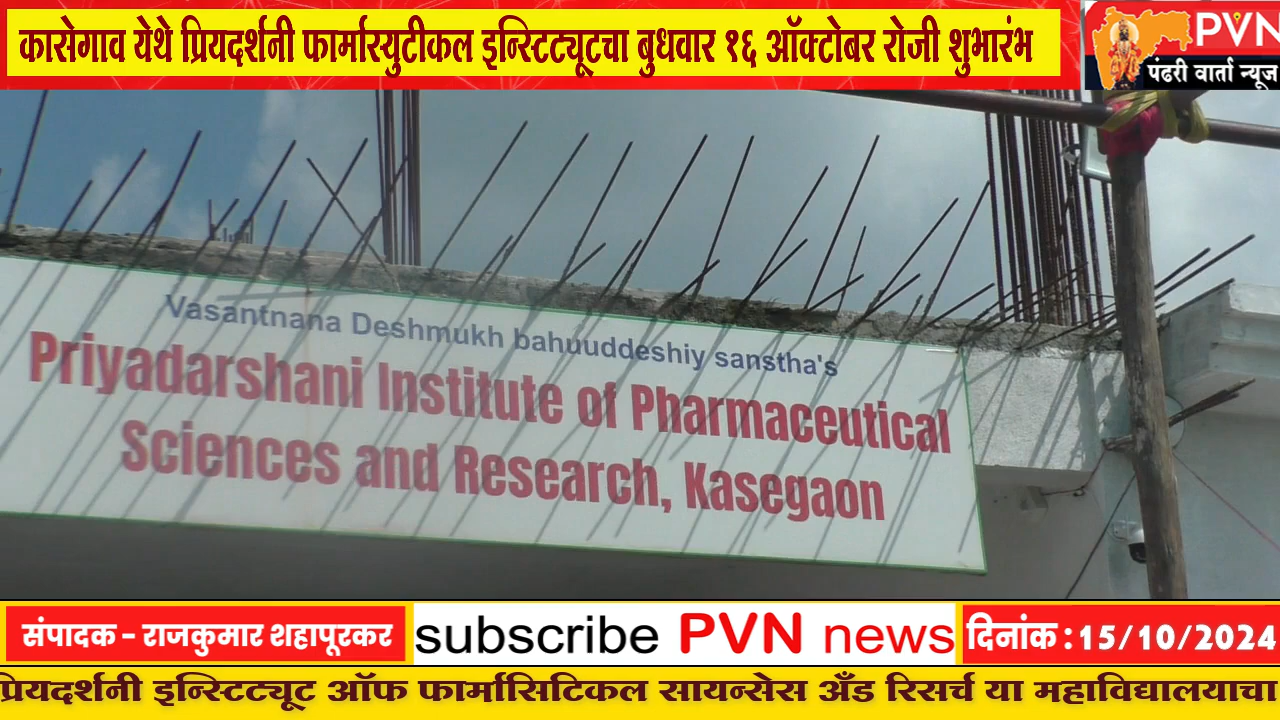 कासेगाव येथे प्रियदर्शनी फार्मास्युटीकल इन्स्टिट्यूटचा बुधवार १६ ऑक्टोबर रोजी शुभारंभ
PVN
पंढरी वार्ता न्यूज
Vasantnana Deshmukh bahuuddeshiy sanstha's
Priyadarshani Institute of Pharmaceutical
Sciences and Research, Kasegaon
संपादक - राजकुमार शहापूरकर
subscribe PVN news
दिनांक : 15/10/2024
प्रियदर्शनी इन्स्टिट्यूट ऑफ फार्मासिटिकल सायन्सेस अँड रिसर्च या महाविद्यालयाचा